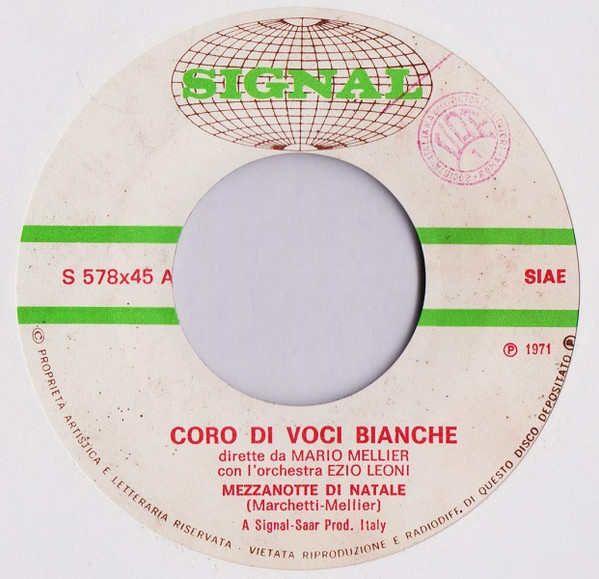 SIGNAL
S 578x45 A
SIAE
Ⓟ 1971
CORO DI VOCI BIANCHE
dirette da MARIO MELLIER
con l'orchestra EZIO LEONI
MEZZANOTTE DI NATALE
(Marchetti-Mellier)
A Signal-Saar Prod. Italy
© PROPRIETA ARTISTICA E LETTERARIA RISERVATA - VIETATA RIPRODUZIONE E RADIODIFF. DI QUESTO DISCO DEPOSITATO Ⓟ